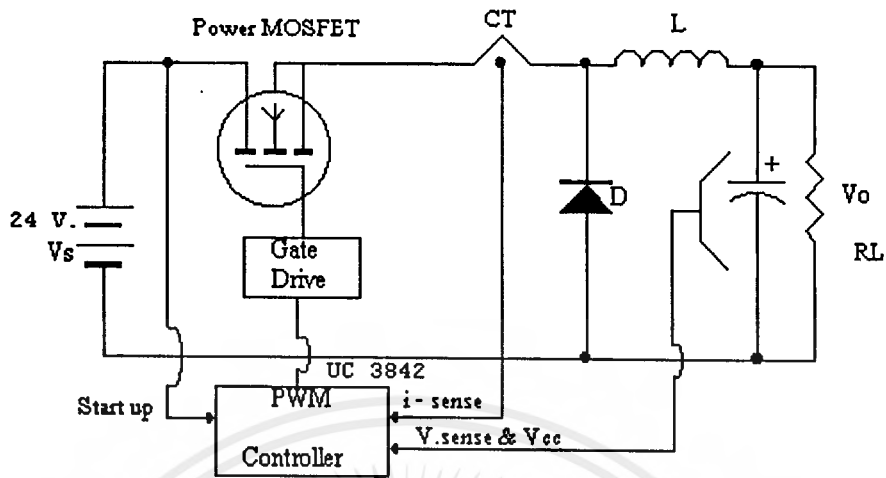 CT
Power MOSFET
L
24 V.
Vs
Gate
Drive
D
+
Vo
RL
UC 3842
Start up
PWM
Controller
i- sense
V.sense & Vcc